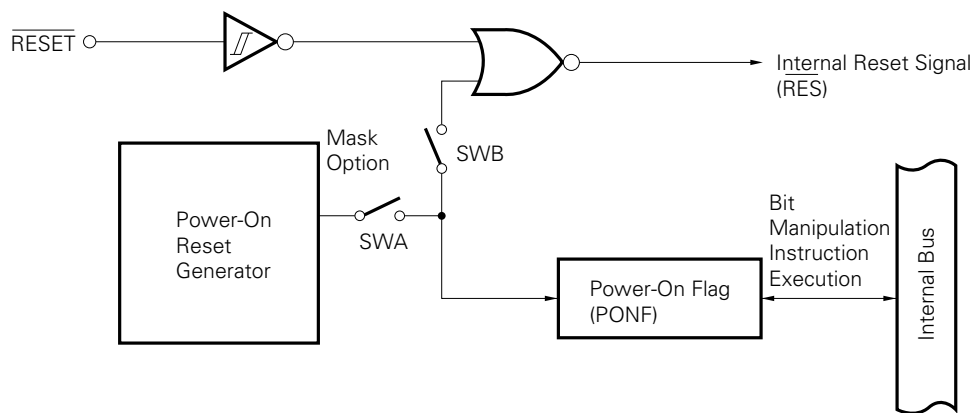 RESET
Internal Reset Signal
(RES)
Mask
Option
SWB
Power-On
Reset
Generator
SWA
Bit
Manipulation
Instruction
Execution
Power-On Flag
(PONF)
Internal Bus